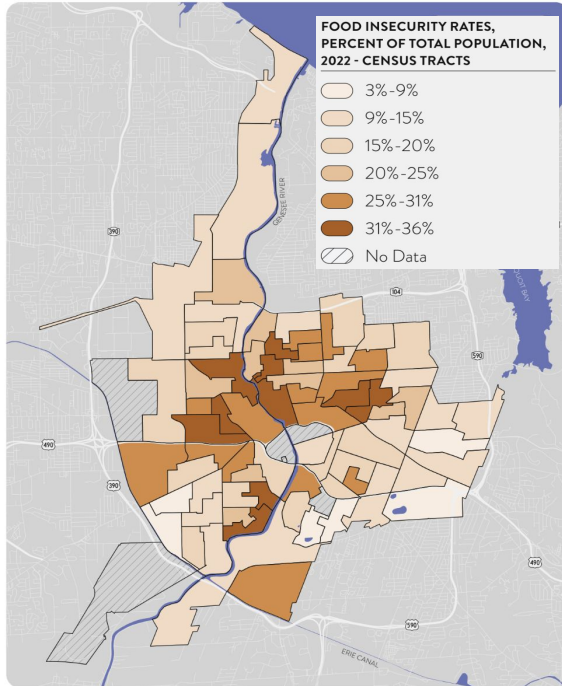 FOOD INSECURITY RATES,
PERCENT OF TOTAL POPULATION,
2022 - CENSUS TRACTS
3%-9%
9%-15%
15%-20%
20%-25%
25%-31%
31%-36%
No Data
GENESEE RIVER
390
104
BAY
590
490
390
490
590
ERIE CANAL